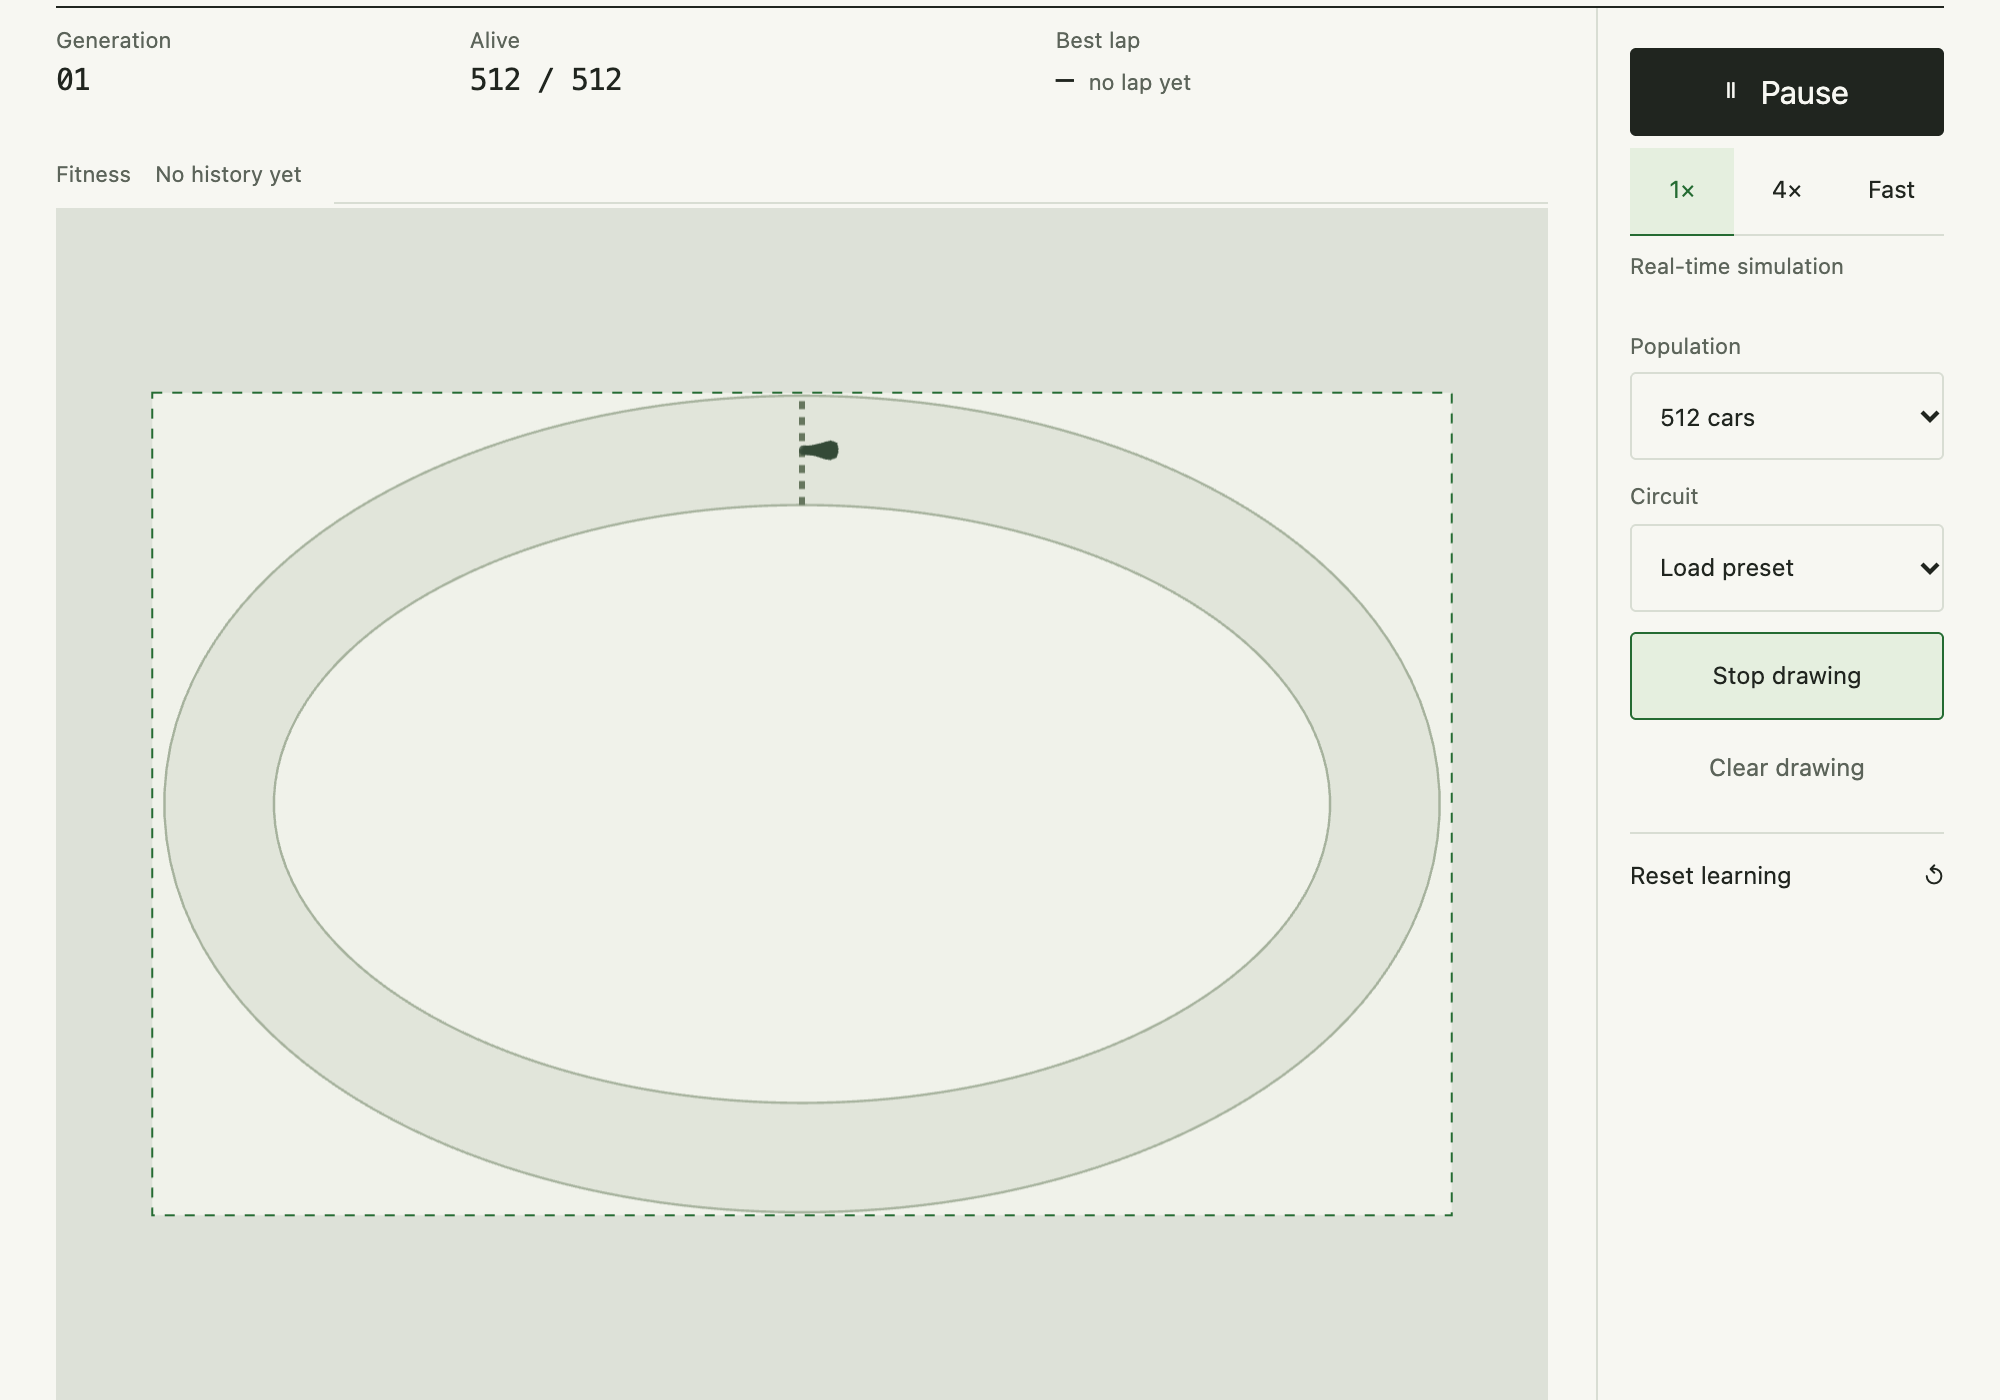 Generation
01
Alive
512 / 512
Best lap
— no lap yet
Fitness No history yet
Pause
1× 4× Fast
Real-time simulation
Population
512 cars
Circuit
Load preset
Stop drawing
Clear drawing
Reset learning